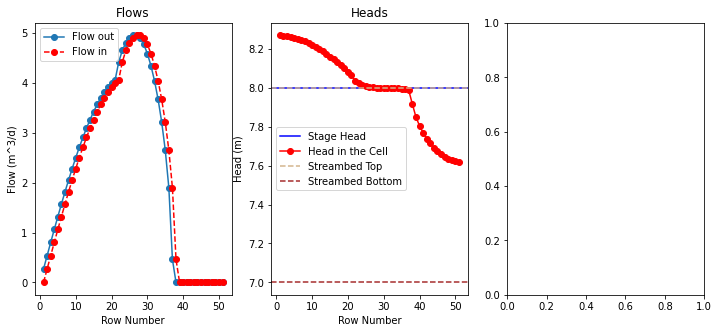 Flows
Flow out
Flow in
Flow (m^3/d)
5
4
3
2
1
0
0 10 20 30 40 50
Row Number
Heads
Head (m)
8.2
8.0
7.8
7.6
7.4
7.2
7.0
Stage Head
Head in the Cell
Streambed Top
Streambed Bottom
0 10 20 30 40 50
Row Number
1.0
0.8
0.6
0.4
0.2
0.0
0.0 0.2 0.4 0.6 0.8 1.0